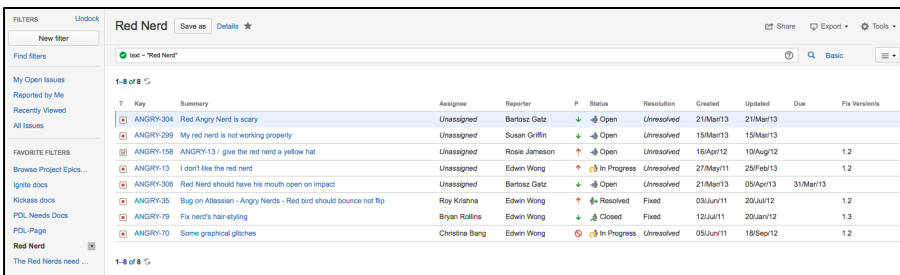 FILTERS Undock
New filter
Find filters
My Open Issues
Reported by Me
Recently Viewed
All Issues
FAVORITE FILTERS
Browse Project Epics...
Ignite docs
Kickass docs
PDL Needs Docs
PDL-Page
Red Nerd
The Red Nerds need ...
Red Nerd Save as Details Share Export Tools
text ~ "Red Nerd" Basic
1–8 of 8
T Key Summary Assignee Reporter P Status Resolution Created Updated Due Fix Version/s
ANGRY-304 Red Angry Nerd is scary Unassigned Bartosz Gatz Open Unresolved 21/Mar/13 21/Mar/13
ANGRY-299 My red nerd is not working properly Unassigned Susan Griffin Open Unresolved 15/Mar/13 15/Mar/13
ANGRY-158 ANGRY-13 / give the red nerd a yellow hat Unassigned Rosie Jameson Open Unresolved 16/Apr/12 10/Aug/12 1.2
ANGRY-13 I don't like the red nerd Unassigned Edwin Wong In Progress Unresolved 27/May/11 25/Feb/13 1.2
ANGRY-306 Red Nerd should have his mouth open on impact Unassigned Bartosz Gatz Open Unresolved 21/Mar/13 05/Apr/13 31/Mar/13
ANGRY-35 Bug on Atlassian - Angry Nerds - Red bird should bounce not flip Roy Krishna Edwin Wong Resolved Fixed 03/Jun/11 20/Jul/12 1.2
ANGRY-79 Fix nerd's hair-styling Bryan Rollins Edwin Wong Closed Fixed 12/Jul/11 20/Jan/12 1.3
ANGRY-70 Some graphical glitches Christina Bang Edwin Wong In Progress Unresolved 05/Jun/11 18/Sep/12 1.2
1–8 of 8